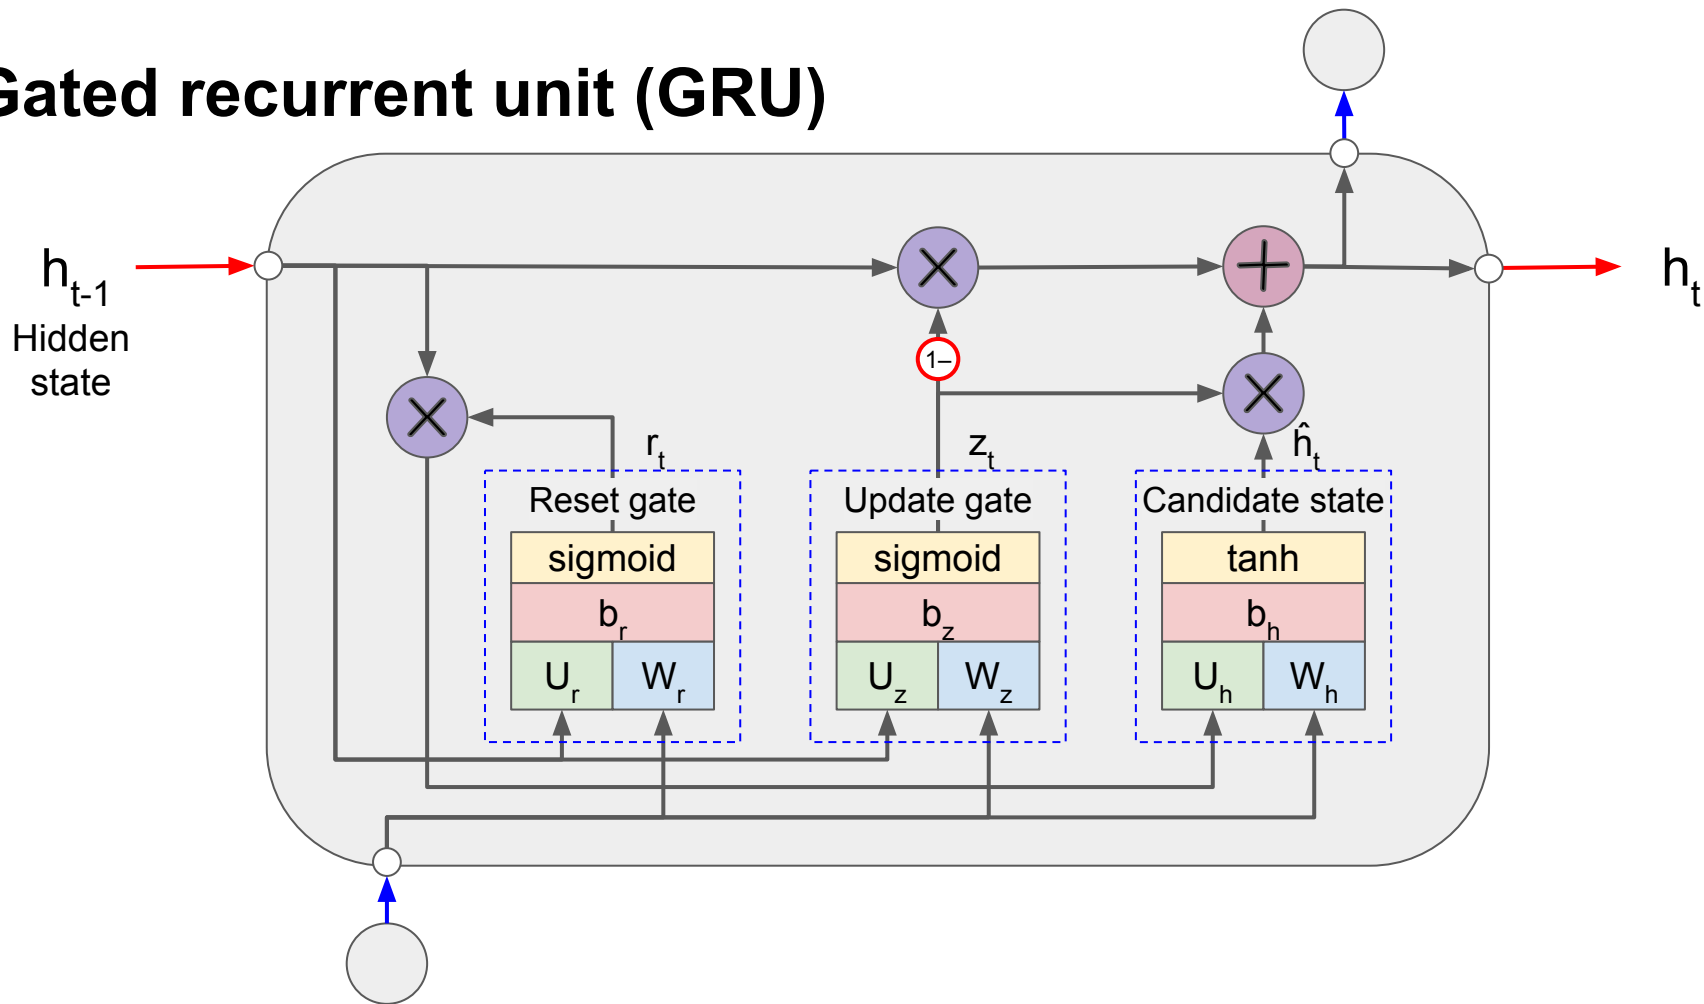 Gated recurrent unit (GRU)
h_t-1
Hidden
state
h_t
1–
r_t
z_t
ĥ_t
Reset gate
Update gate
Candidate state
sigmoid
sigmoid
tanh
b_r
b_z
b_h
U_r W_r
U_z W_z
U_h W_h